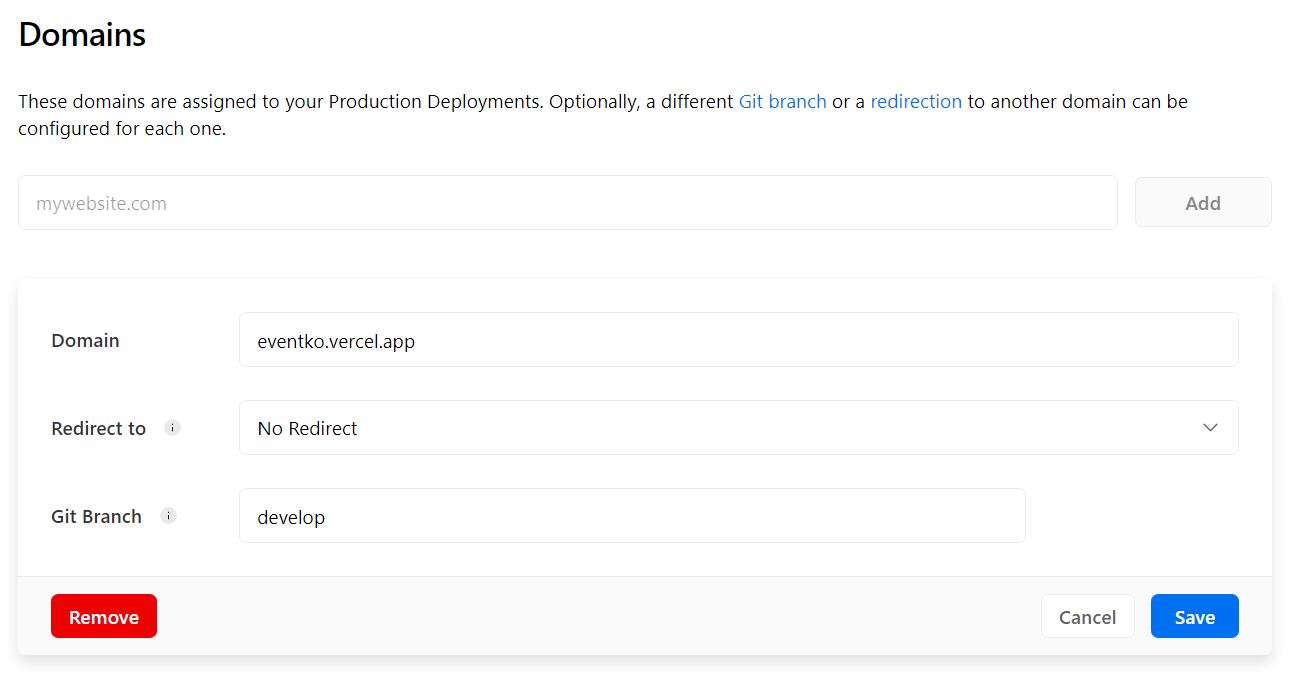 Domains
These domains are assigned to your Production Deployments. Optionally, a different Git branch or a redirection to another domain can be
configured for each one.
mywebsite.com
Add
Domain
eventko.vercel.app
Redirect to i
No Redirect
Git Branch i
develop
Remove
Cancel
Save